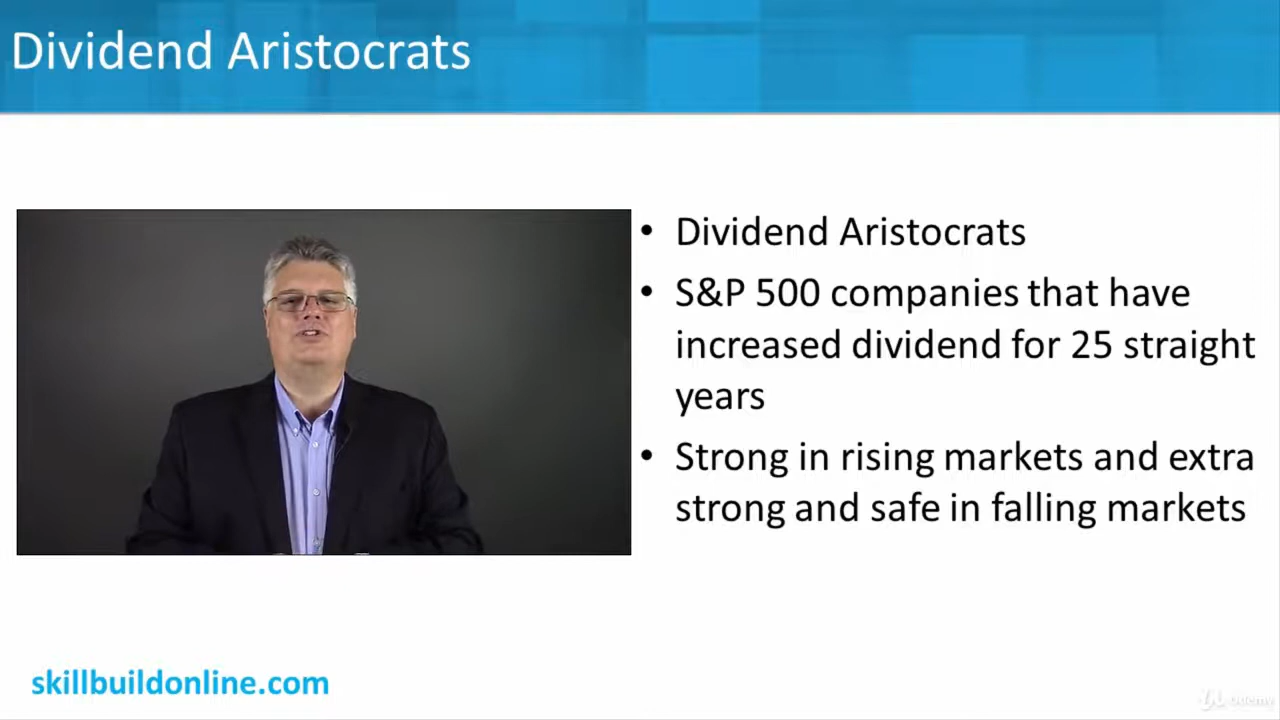 Dividend Aristocrats
• Dividend Aristocrats
• S&P 500 companies that have
increased dividend for 25 straight
years
• Strong in rising markets and extra
strong and safe in falling markets
skillbuildonline.com
Udemy